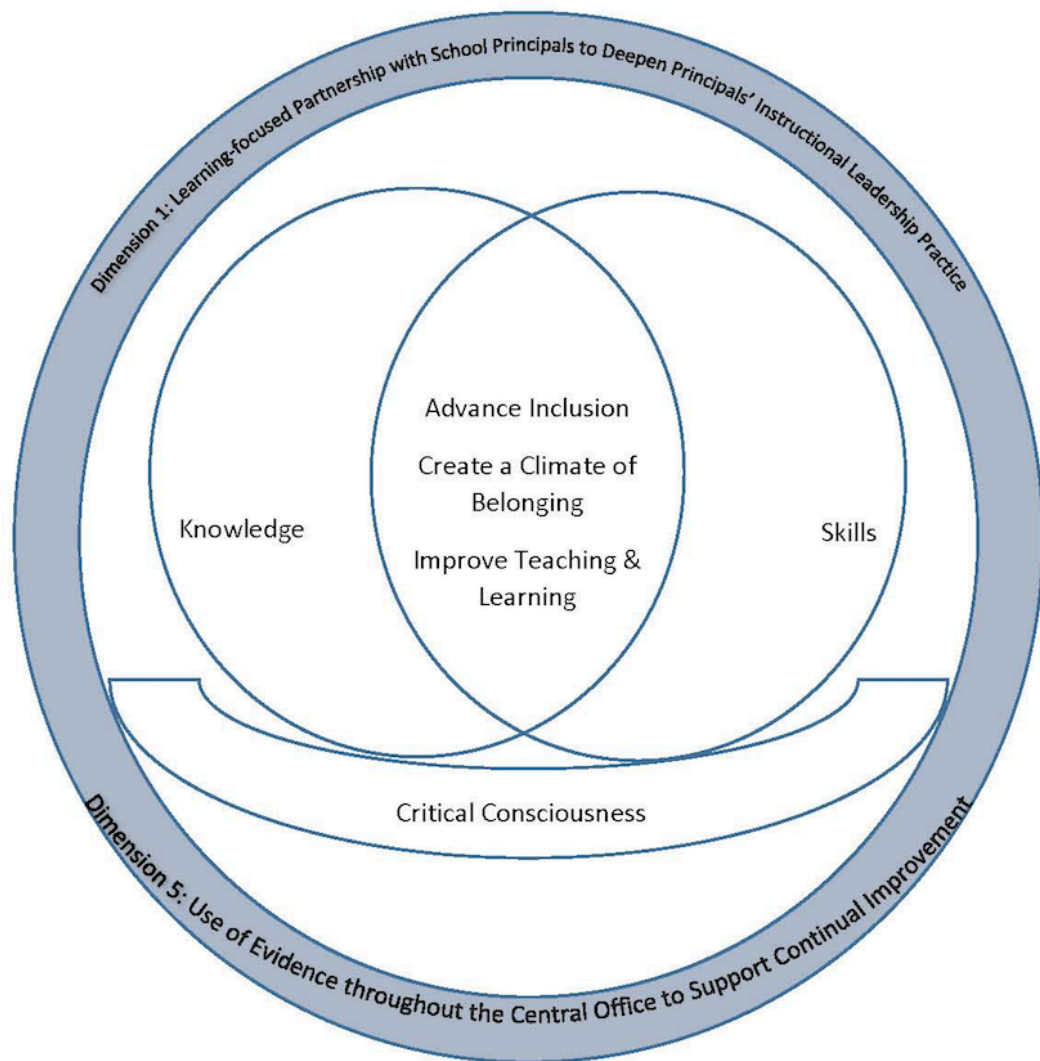 Dimension 1: Learning-focused Partnership with School Principals to Deepen Principals' Instructional Leadership Practice
Advance Inclusion
Create a Climate of
Belonging
Improve Teaching &
Learning
Knowledge
Skills
Critical Consciousness
Dimension 5: Use of Evidence throughout the Central Office to Support Continual Improvement